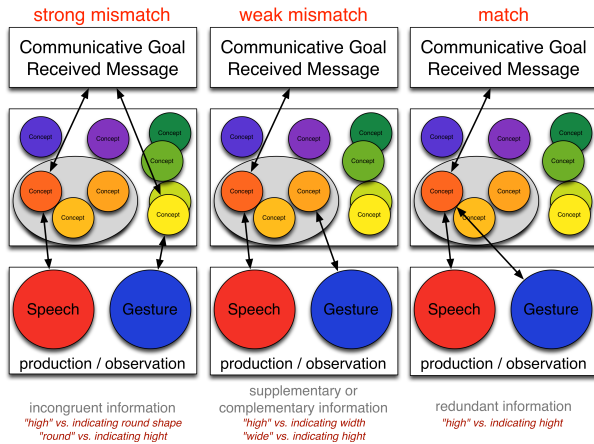 strong mismatch
Communicative Goal
Received Message
Concept
Concept
Concept
Concept
Concept
Concept
Concept
Speech
Gesture
production / observation
incongruent information
"high" vs. indicating round shape
"round" vs. indicating hight
weak mismatch
Communicative Goal
Received Message
Concept
Concept
Concept
Concept
Concept
Concept
Concept
Concept
Speech
Gesture
production / observation
supplementary or
complementary information
"high" vs. indicating width
"wide" vs. indicating hight
match
Communicative Goal
Received Message
Concept
Concept
Concept
Concept
Concept
Concept
Concept
Concept
Speech
Gesture
production / observation
redundant information
"high" vs. indicating hight